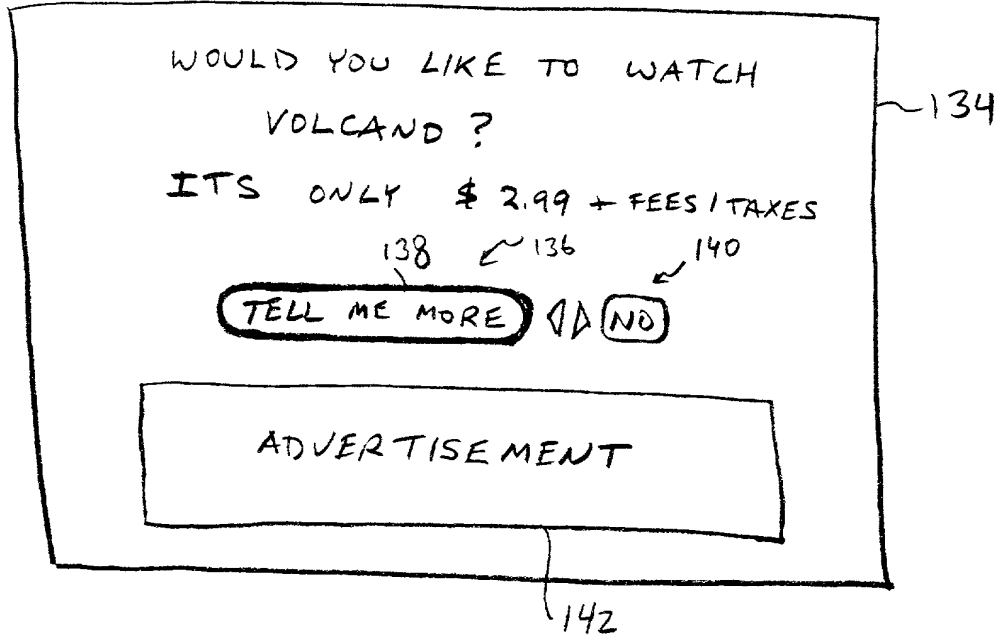 WOULD YOU LIKE TO WATCH
134
VOLCANO ?
ITS ONLY $ 2.99 + FEES / TAXES
138 136 140
TELL ME MORE NO
ADVERTISEMENT
142